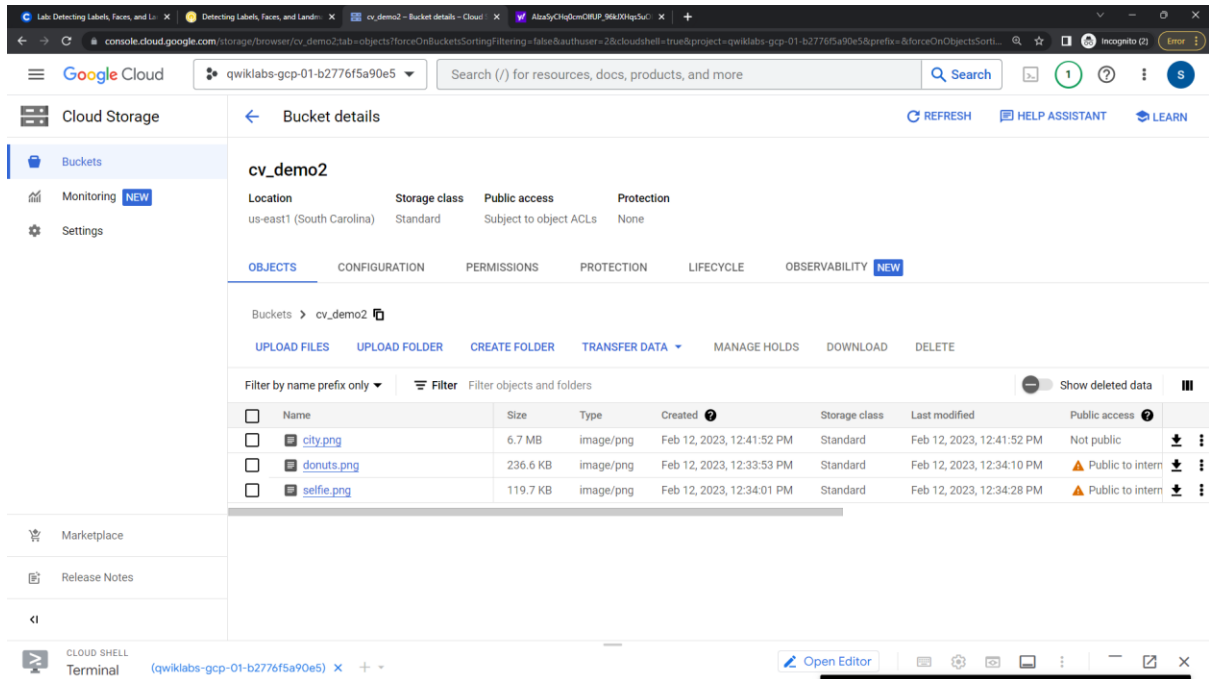 Lab: Detecting Labels, Faces, and La
Detecting Labels, Faces, and Landm
cv_demo2 – Bucket details – Cloud
console.cloud.google.com/storage/browser/cv_demo2;tab=objects?forceOnBucketsSortingFiltering=false&authuser=2&cloudshell=true&project=qwiklabs-gcp-01-b2776f5a90e5&prefix=&forceOnObjectsSorti...
Incognito (2)
Error
Google Cloud
qwiklabs-gcp-01-b2776f5a90e5
Search (/) for resources, docs, products, and more
Search
1
S
Cloud Storage
Bucket details
REFRESH
HELP ASSISTANT
LEARN
Buckets
Monitoring NEW
Settings
cv_demo2
Location Storage class Public access Protection
us-east1 (South Carolina) Standard Subject to object ACLs None
OBJECTS CONFIGURATION PERMISSIONS PROTECTION LIFECYCLE OBSERVABILITY NEW
Buckets > cv_demo2
UPLOAD FILES UPLOAD FOLDER CREATE FOLDER TRANSFER DATA MANAGE HOLDS DOWNLOAD DELETE
Filter by name prefix only Filter Filter objects and folders Show deleted data
Name Size Type Created Storage class Last modified Public access
city.png 6.7 MB image/png Feb 12, 2023, 12:41:52 PM Standard Feb 12, 2023, 12:41:52 PM Not public
donuts.png 236.6 KB image/png Feb 12, 2023, 12:33:53 PM Standard Feb 12, 2023, 12:34:10 PM Public to intern
selfie.png 119.7 KB image/png Feb 12, 2023, 12:34:01 PM Standard Feb 12, 2023, 12:34:28 PM Public to intern
Marketplace
Release Notes
CLOUD SHELL
Terminal
(qwiklabs-gcp-01-b2776f5a90e5)
Open Editor